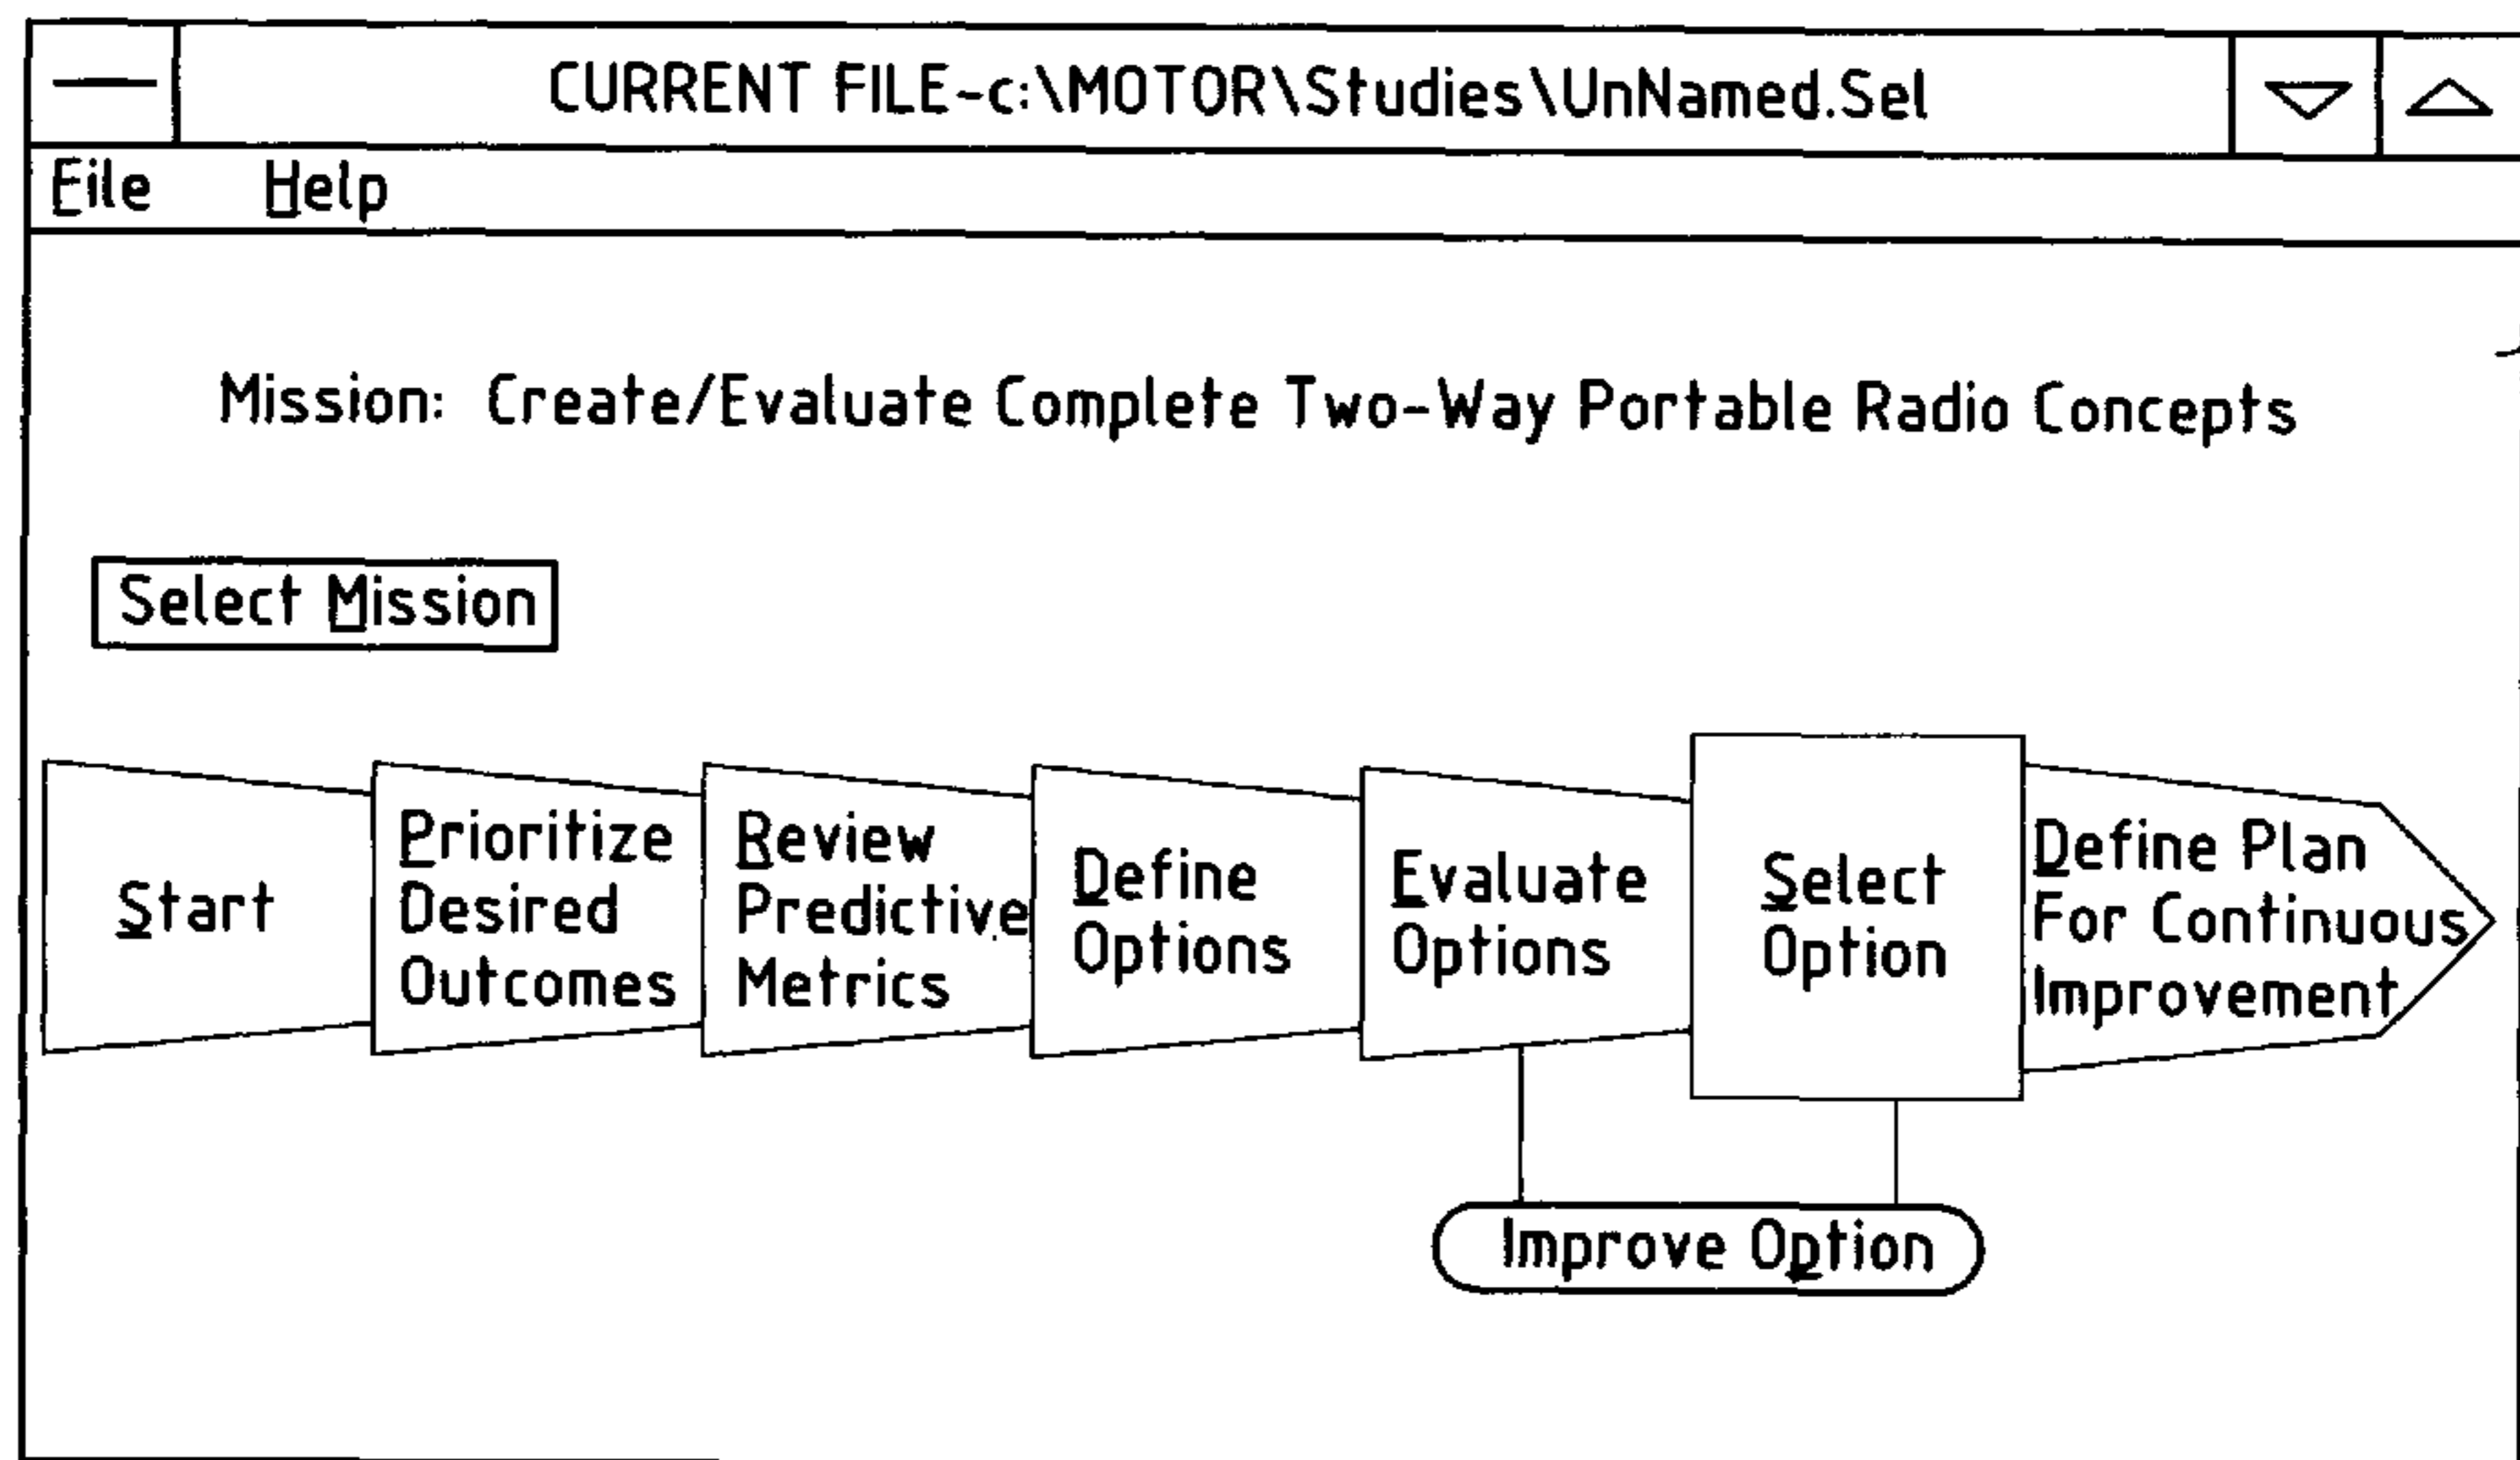 CURRENT FILE-c:\MOTOR\Studies\UnNamed.Sel
File Help
Mission: Create/Evaluate Complete Two-Way Portable Radio Concepts
Select Mission
Start
Prioritize
Desired
Outcomes
Review
Predictive
Metrics
Define
Options
Evaluate
Options
Select
Option
Define Plan
For Continuous
Improvement
Improve Option